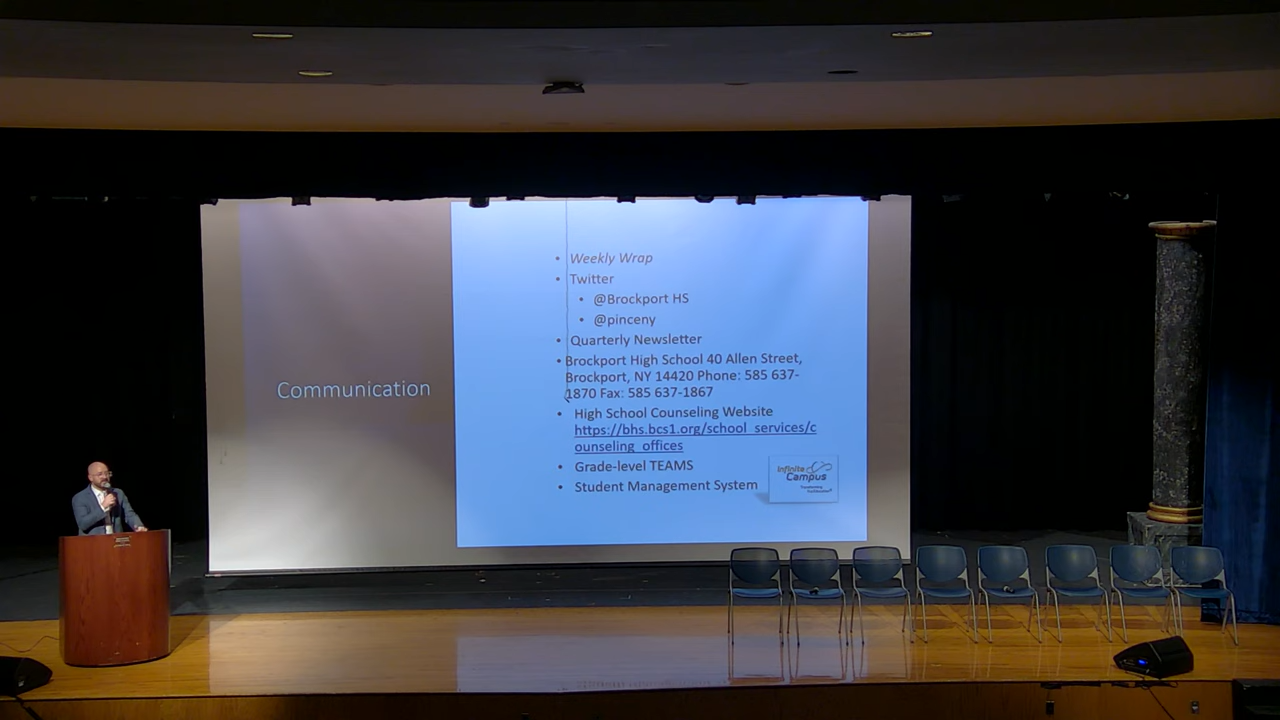 Communication
• Weekly Wrap
• Twitter
• @Brockport HS
• @pinceny
• Quarterly Newsletter
• Brockport High School 40 Allen Street,
Brockport, NY 14420 Phone: 585 637-
1870 Fax: 585 637-1867
• High School Counseling Website
https://bhs.bcs1.org/school_services/c
ounseling_offices
• Grade-level TEAMS
• Student Management System
Infinite
Campus